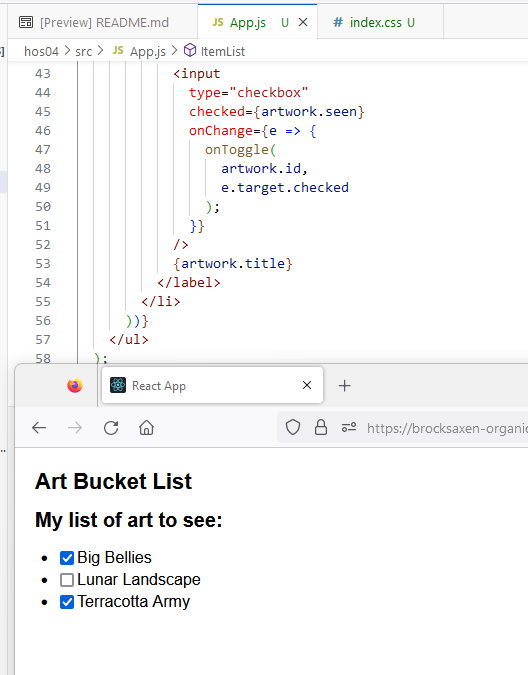 [Preview] README.md
JS App.js U
# index.css U
hos04 > src > JS App.js > ItemList
43 <input
44 type="checkbox"
45 checked={artwork.seen}
46 onChange={e => {
47 onToggle(
48 artwork.id,
49 e.target.checked
50 );
51 }}
52 />
53 {artwork.title}
54 </label>
55 </li>
56 ))}
57 </ul>
58 );
React App
https://brocksaxen-organic
Art Bucket List
My list of art to see:
Big Bellies
Lunar Landscape
Terracotta Army